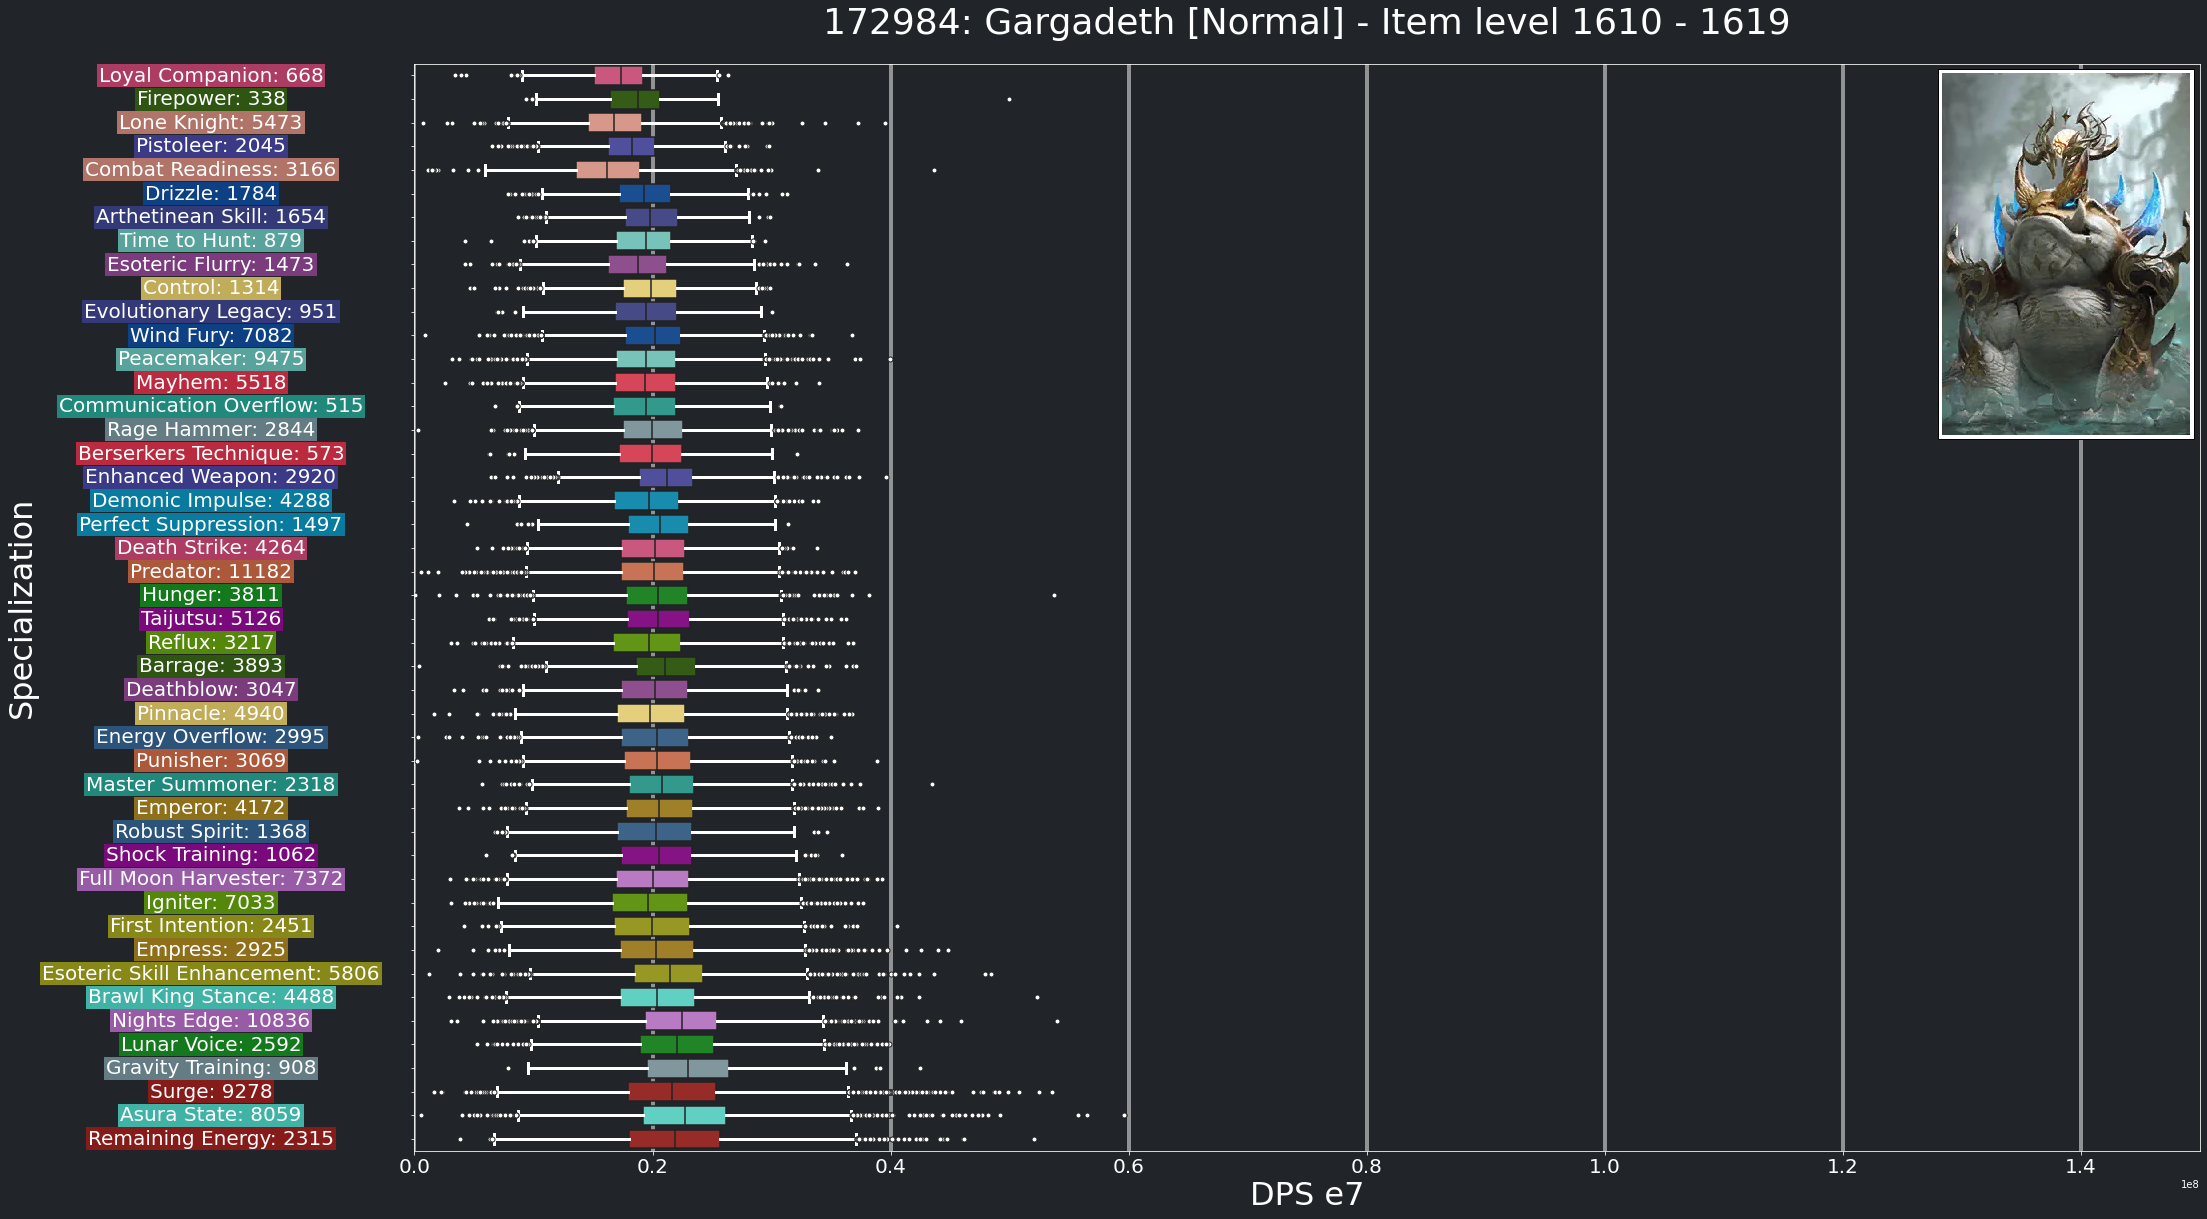 172984: Gargadeth [Normal] - Item level 1610 - 1619
Specialization
Loyal Companion: 668
Firepower: 338
Lone Knight: 5473
Pistoleer: 2045
Combat Readiness: 3166
Drizzle: 1784
Arthetinean Skill: 1654
Time to Hunt: 879
Esoteric Flurry: 1473
Control: 1314
Evolutionary Legacy: 951
Wind Fury: 7082
Peacemaker: 9475
Mayhem: 5518
Communication Overflow: 515
Rage Hammer: 2844
Berserkers Technique: 573
Enhanced Weapon: 2920
Demonic Impulse: 4288
Perfect Suppression: 1497
Death Strike: 4264
Predator: 11182
Hunger: 3811
Taijutsu: 5126
Reflux: 3217
Barrage: 3893
Deathblow: 3047
Pinnacle: 4940
Energy Overflow: 2995
Punisher: 3069
Master Summoner: 2318
Emperor: 4172
Robust Spirit: 1368
Shock Training: 1062
Full Moon Harvester: 7372
Igniter: 7033
First Intention: 2451
Empress: 2925
Esoteric Skill Enhancement: 5806
Brawl King Stance: 4488
Nights Edge: 10836
Lunar Voice: 2592
Gravity Training: 908
Surge: 9278
Asura State: 8059
Remaining Energy: 2315
0.0 0.2 0.4 0.6 0.8 1.0 1.2 1.4
1e8
DPS e7